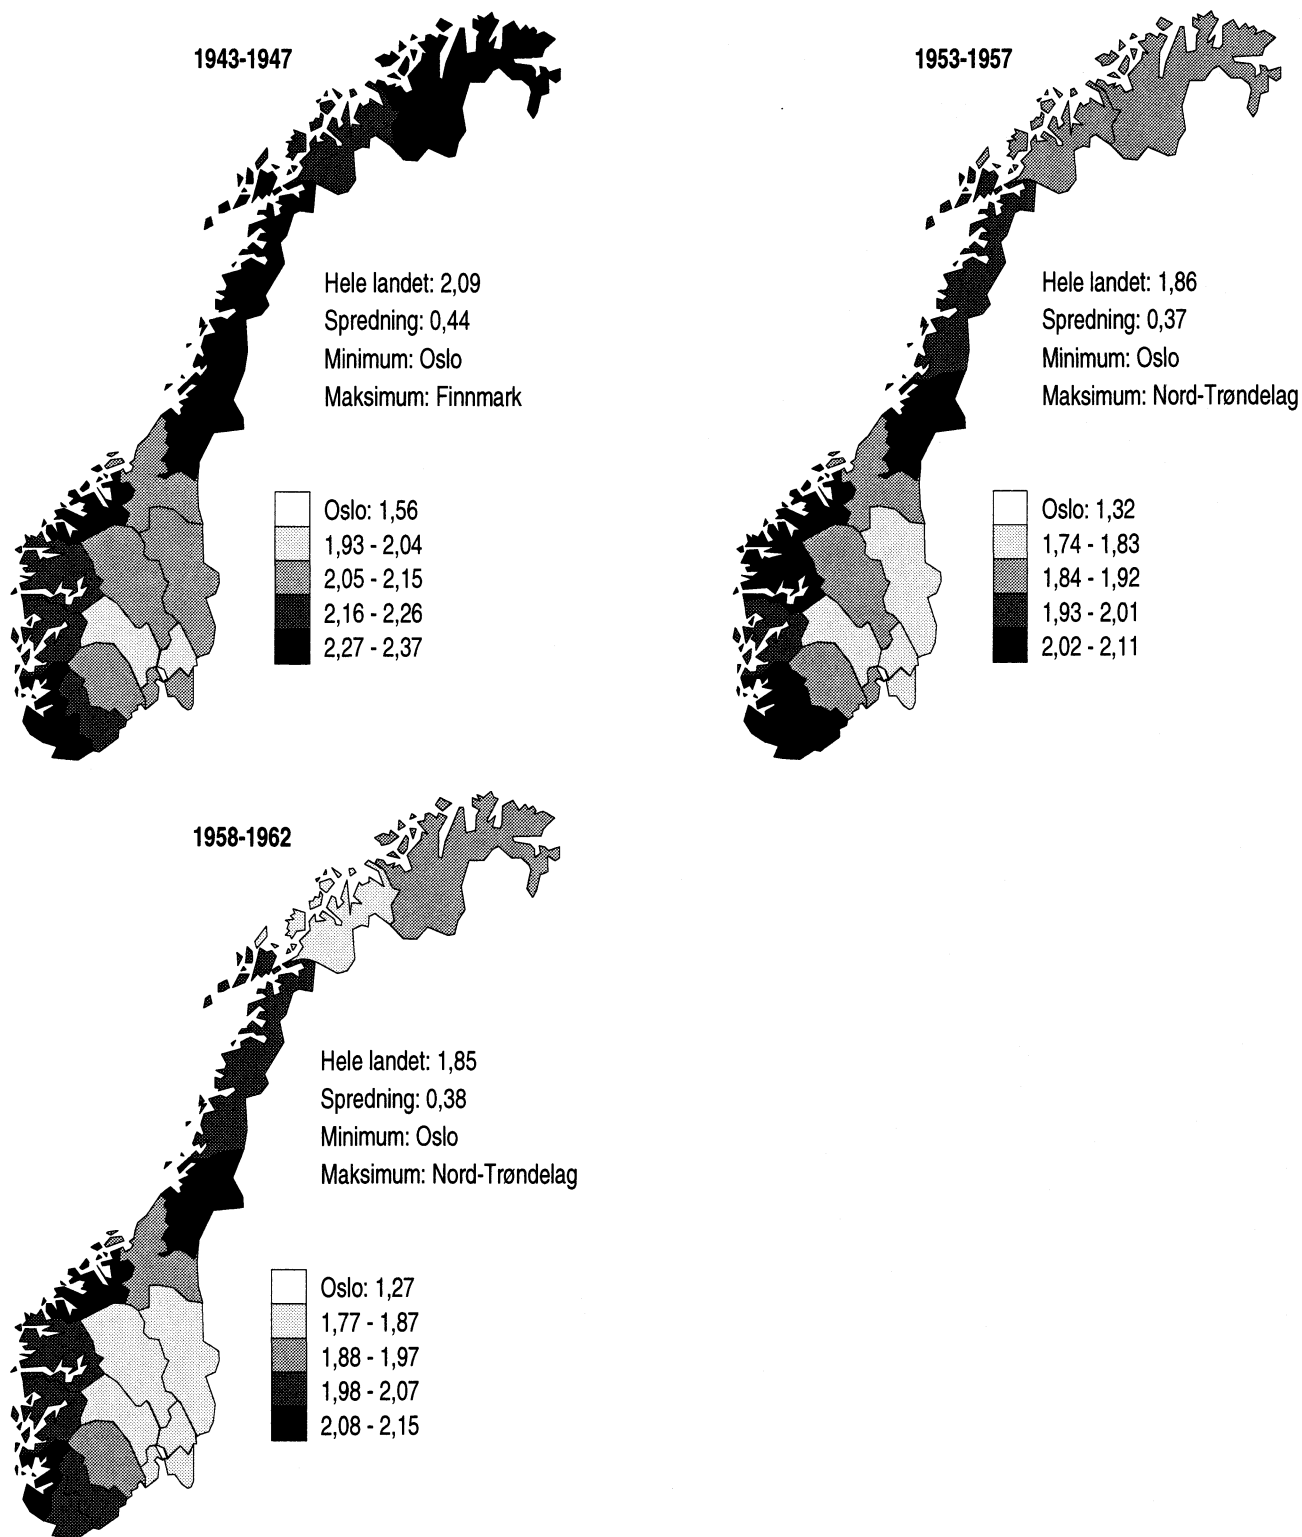 1943-1947
Hele landet: 2,09
Spredning: 0,44
Minimum: Oslo
Maksimum: Finnmark
Oslo: 1,56
1,93 - 2,04
2,05 - 2,15
2,16 - 2,26
2,27 - 2,37
1953-1957
Hele landet: 1,86
Spredning: 0,37
Minimum: Oslo
Maksimum: Nord-Trøndelag
Oslo: 1,32
1,74 - 1,83
1,84 - 1,92
1,93 - 2,01
2,02 - 2,11
1958-1962
Hele landet: 1,85
Spredning: 0,38
Minimum: Oslo
Maksimum: Nord-Trøndelag
Oslo: 1,27
1,77 - 1,87
1,88 - 1,97
1,98 - 2,07
2,08 - 2,15